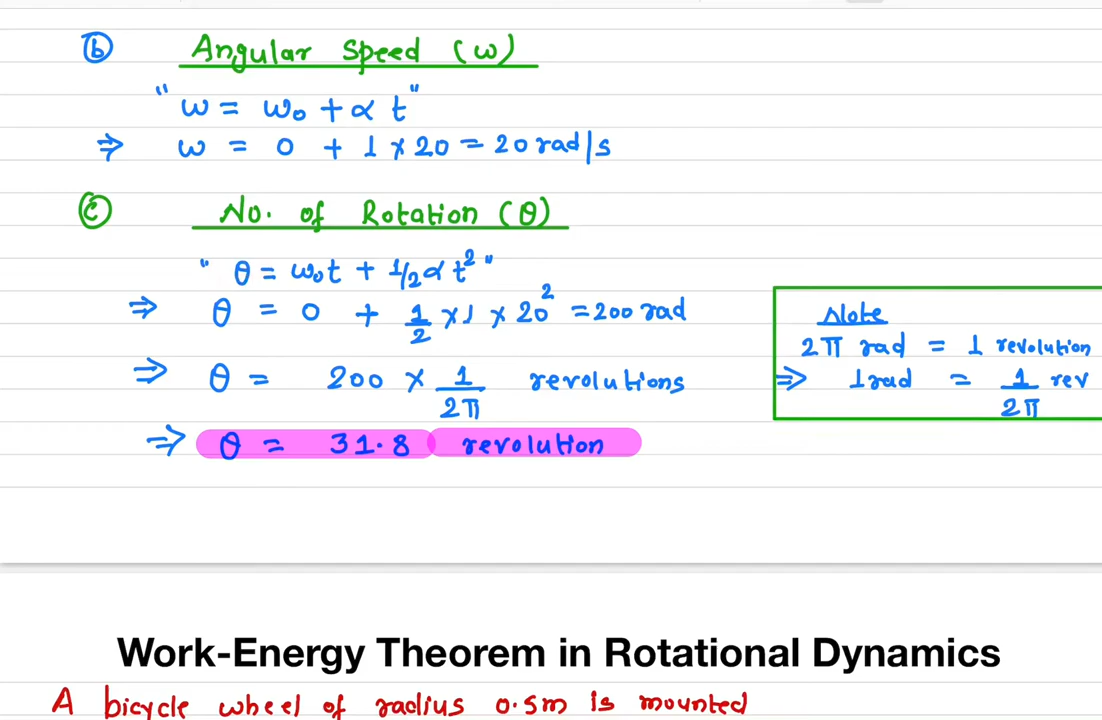 ⓑ Angular Speed (ω)
"ω = ω₀ + α t"
⇒ ω = 0 + 1 × 20 = 20 rad/s
ⓒ No. of Rotation (θ)
"θ = ω₀t + 1/2 α t²"
⇒ θ = 0 + 1/2 × 1 × 20² = 200 rad
⇒ θ = 200 × 1/2π revolutions
⇒ θ = 31.8 revolution
Note
2π rad = 1 revolution
⇒ 1 rad = 1/2π rev
Work-Energy Theorem in Rotational Dynamics
A bicycle wheel of radius 0.5m is mounted